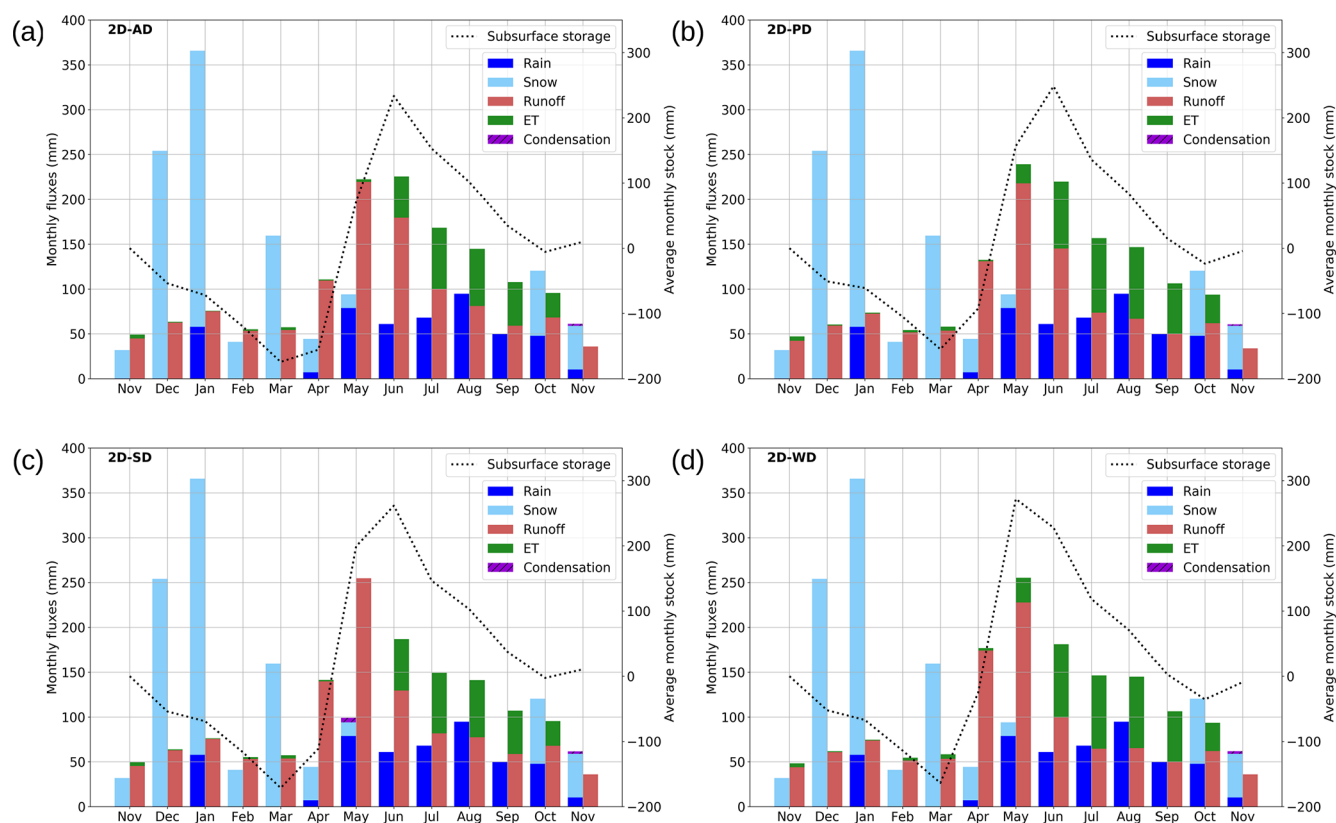 (a)
2D-AD
Subsurface storage
Rain
Snow
Runoff
ET
Condensation
Monthly fluxes (mm)
400
350
300
250
200
150
100
50
0
300
200
100
0
−100
−200
Average monthly stock (mm)
Nov Dec Jan Feb Mar Apr May Jun Jul Aug Sep Oct Nov
(b)
2D-PD
Subsurface storage
Rain
Snow
Runoff
ET
Condensation
Monthly fluxes (mm)
400
350
300
250
200
150
100
50
0
300
200
100
0
−100
−200
Average monthly stock (mm)
Nov Dec Jan Feb Mar Apr May Jun Jul Aug Sep Oct Nov
(c)
2D-SD
Subsurface storage
Rain
Snow
Runoff
ET
Condensation
Monthly fluxes (mm)
400
350
300
250
200
150
100
50
0
300
200
100
0
−100
−200
Average monthly stock (mm)
Nov Dec Jan Feb Mar Apr May Jun Jul Aug Sep Oct Nov
(d)
2D-WD
Subsurface storage
Rain
Snow
Runoff
ET
Condensation
Monthly fluxes (mm)
400
350
300
250
200
150
100
50
0
300
200
100
0
−100
−200
Average monthly stock (mm)
Nov Dec Jan Feb Mar Apr May Jun Jul Aug Sep Oct Nov